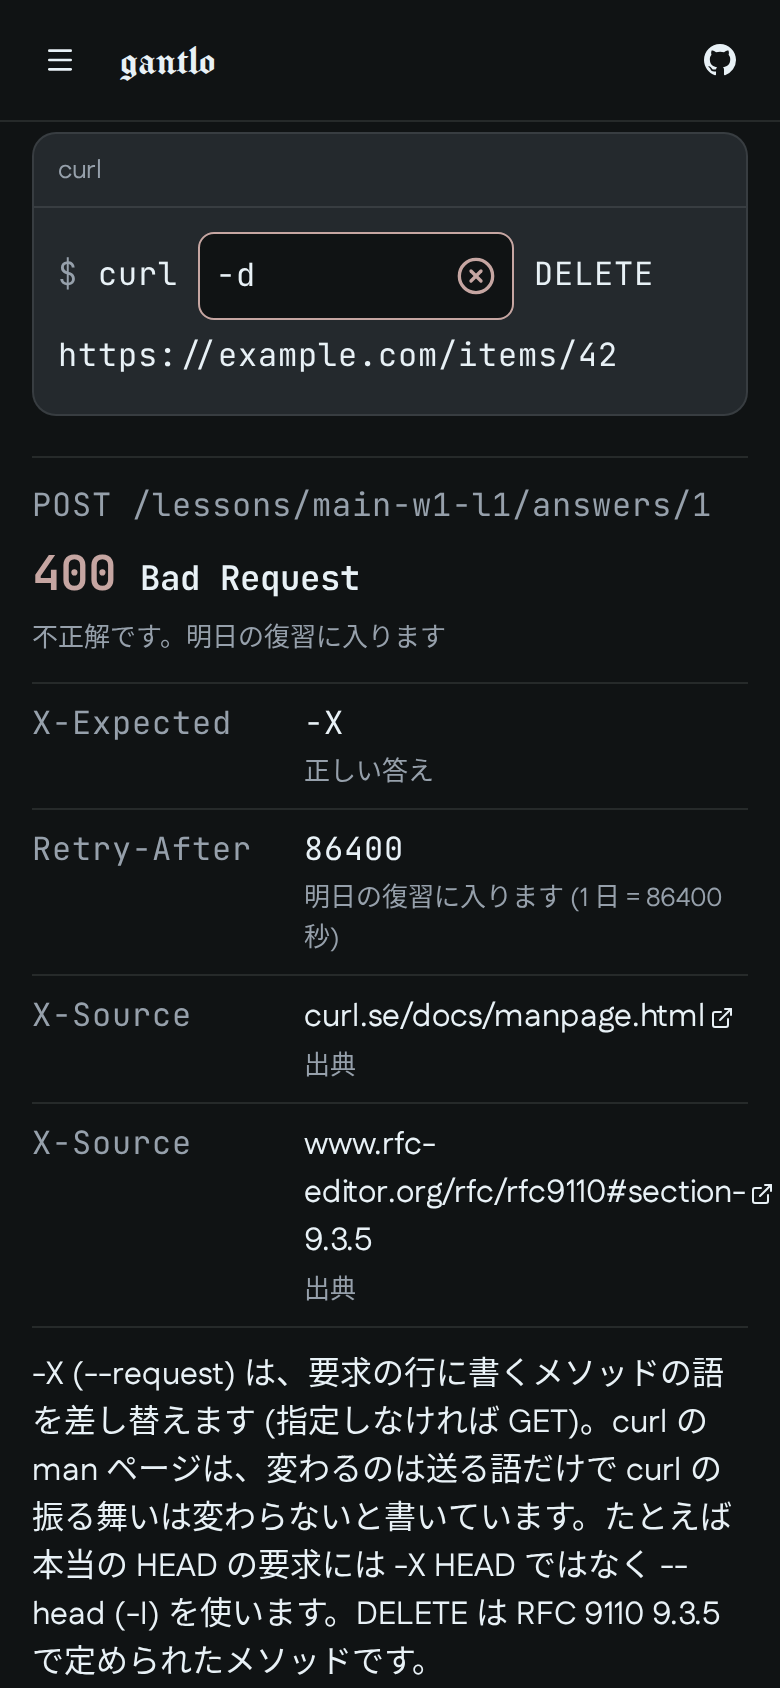 gantlo
curl
$ curl -d DELETE
https://example.com/items/42
POST /lessons/main-w1-l1/answers/1
400 Bad Request
不正解です。明日の復習に入ります
X-Expected -X
正しい答え
Retry-After 86400
明日の復習に入ります (1 日 = 86400
秒)
X-Source curl.se/docs/manpage.html
出典
X-Source www.rfc-
editor.org/rfc/rfc9110#section-
9.3.5
出典
-X (--request) は、要求の行に書くメソッドの語
を差し替えます (指定しなければ GET)。curl の
man ページは、変わるのは送る語だけで curl の
振る舞いは変わらないと書いています。たとえば
本当の HEAD の要求には -X HEAD ではなく --
head (-I) を使います。DELETE は RFC 9110 9.3.5
で定められたメソッドです。